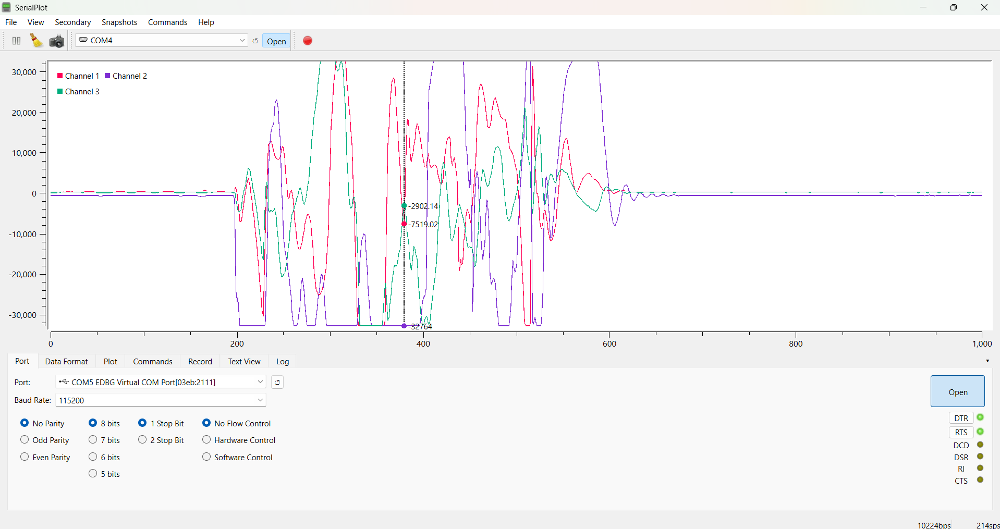 SerialPlot
File View Secondary Snapshots Commands Help
COM4 Open
30,000
20,000
10,000
0
-10,000
-20,000
-30,000
Channel 1 Channel 2
Channel 3
-2902.14
-7519.02
-32764
0 200 400 600 800 1,000
Port Data Format Plot Commands Record Text View Log
Port: COM5 EDBG Virtual COM Port[03eb:2111]
Baud Rate: 115200
No Parity 8 bits 1 Stop Bit No Flow Control
Odd Parity 7 bits 2 Stop Bit Hardware Control
Even Parity 6 bits Software Control
5 bits
Open
DTR
RTS
DCD
DSR
RI
CTS
10224bps 214sps